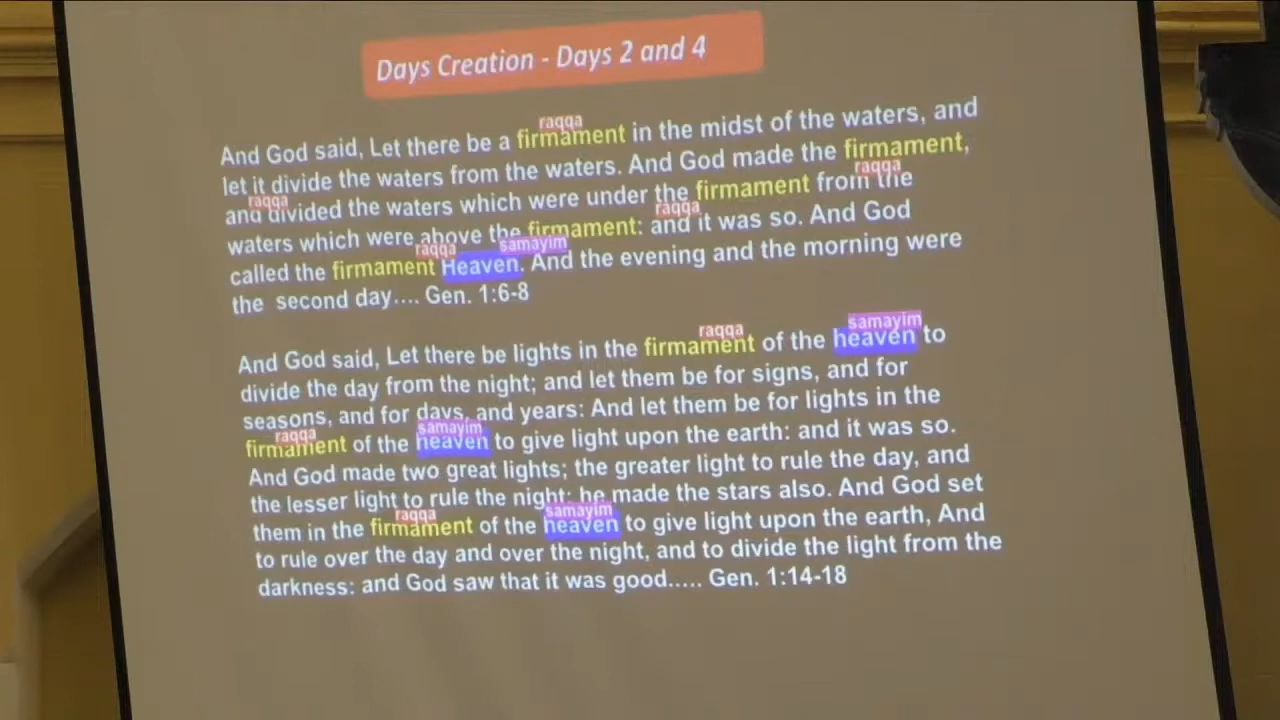 Days Creation - Days 2 and 4
raqqa
And God said, Let there be a firmament in the midst of the waters, and
let it divide the waters from the waters. And God made the firmament,
raqqa raqqa
and divided the waters which were under the firmament from the
raqqa
waters which were above the firmament: and it was so. And God
raqqa samayim
called the firmament Heaven. And the evening and the morning were
the second day.... Gen. 1:6-8
raqqa samayim
And God said, Let there be lights in the firmament of the heaven to
divide the day from the night; and let them be for signs, and for
seasons, and for days, and years: And let them be for lights in the
raqqa samayim
firmament of the heaven to give light upon the earth: and it was so.
And God made two great lights; the greater light to rule the day, and
the lesser light to rule the night: he made the stars also. And God set
raqqa samayim
them in the firmament of the heaven to give light upon the earth, And
to rule over the day and over the night, and to divide the light from the
darkness: and God saw that it was good..... Gen. 1:14-18